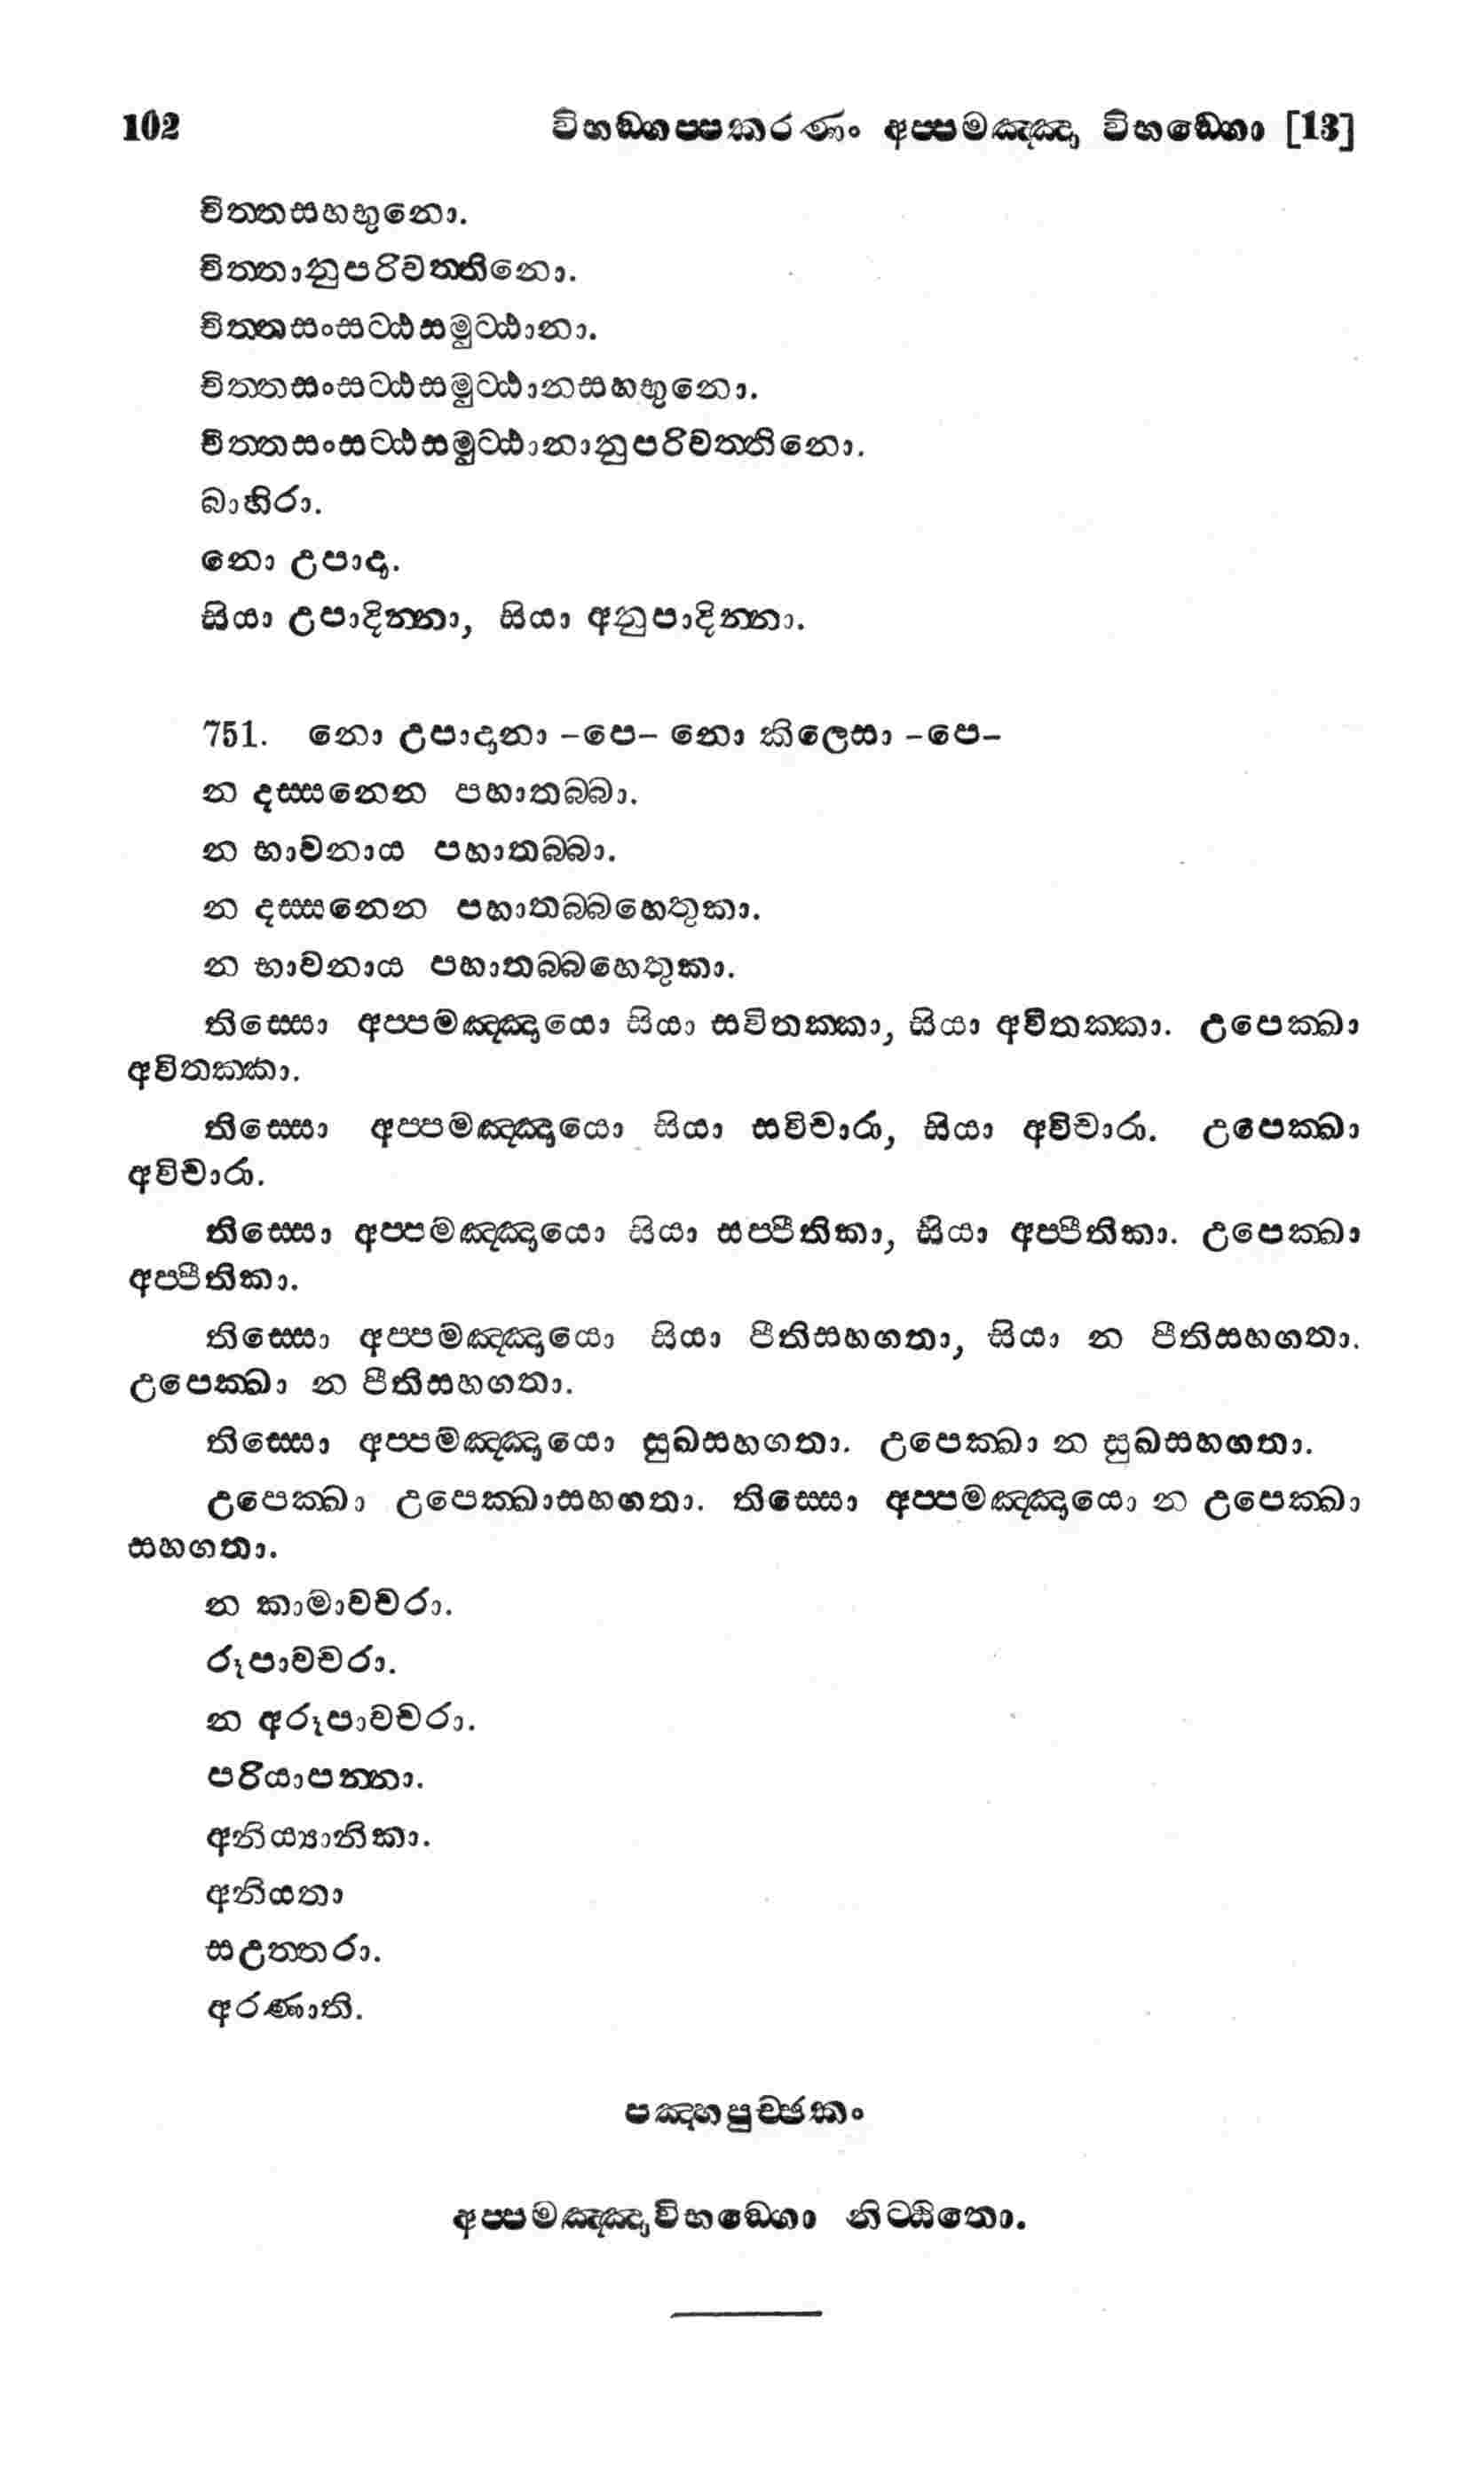 102 විභඞ්ගප්පකරණං අප්පමඤ්ඤා විභඞ්ගො [13]
චිත්තසහභුනො.
චිත්තානුපරිවත්තිනො.
චිත්තසංසට්ඨසමුට්ඨානා.
චිත්තසංසට්ඨසමුට්ඨානසහභුනො.
චිත්තසංසට්ඨසමුට්ඨානානුපරිවත්තිනො.
බාහිරා.
නො උපාදා.
සියා උපාදින්නා, සියා අනුපාදින්නා.
751. නො උපාදානා -පෙ- නො කිලෙසා -පෙ-
න දස්සනෙන පහාතබ්බා.
න භාවනාය පහාතබ්බා.
න දස්සනෙන පහාතබ්බහෙතුකා.
න භාවනාය පහාතබ්බහෙතුකා.
තිස්සො අප්පමඤ්ඤායො සියා සවිතක්කා, සියා අවිතක්කා. උපෙක්ඛා
අවිතක්කා.
තිස්සො අප්පමඤ්ඤායො සියා සවිචාරා, සියා අවිචාරා. උපෙක්ඛා
අවිචාරා.
තිස්සො අප්පමඤ්ඤායො සියා සප්පීතිකා, සියා අප්පීතිකා. උපෙක්ඛා
අප්පීතිකා.
තිස්සො අප්පමඤ්ඤායො සියා පීතිසහගතා, සියා න පීතිසහගතා.
උපෙක්ඛා න පීතිසහගතා.
තිස්සො අප්පමඤ්ඤායො සුඛසහගතා. උපෙක්ඛා න සුඛසහගතා.
උපෙක්ඛා උපෙක්ඛාසහගතා. තිස්සො අප්පමඤ්ඤායො න උපෙක්ඛා
සහගතා.
න කාමාවචරා.
රූපාවචරා.
න අරූපාවචරා.
පරියාපන්නා.
අනිය්‍යානිකා.
අනියතා
සඋත්තරා.
අරණාති.
පඤ්හපුච්ඡකං
අප්පමඤ්ඤාවිභඞ්ගො නිට්ඨිතො.